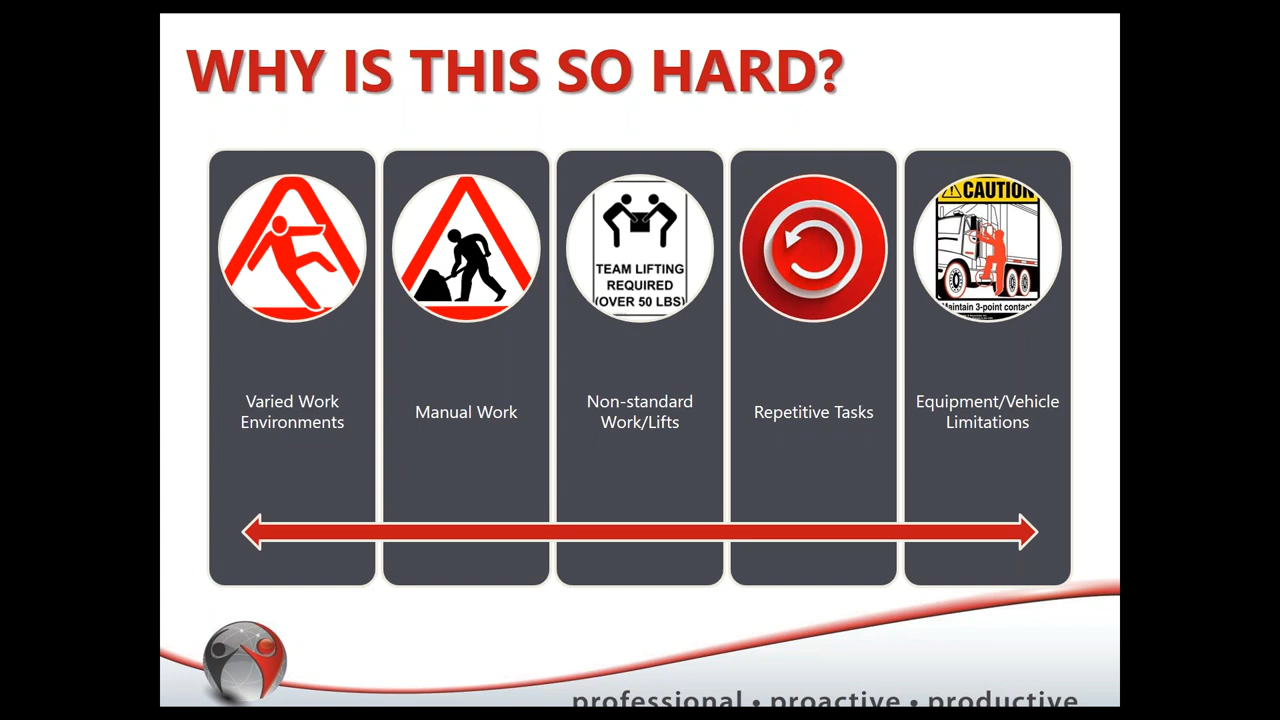 WHY IS THIS SO HARD?
TEAM LIFTING
REQUIRED
(OVER 50 LBS)
CAUTION
Maintain 3-point contact
Varied Work
Environments
Manual Work
Non-standard
Work/Lifts
Repetitive Tasks
Equipment/Vehicle
Limitations
professional • proactive • productive